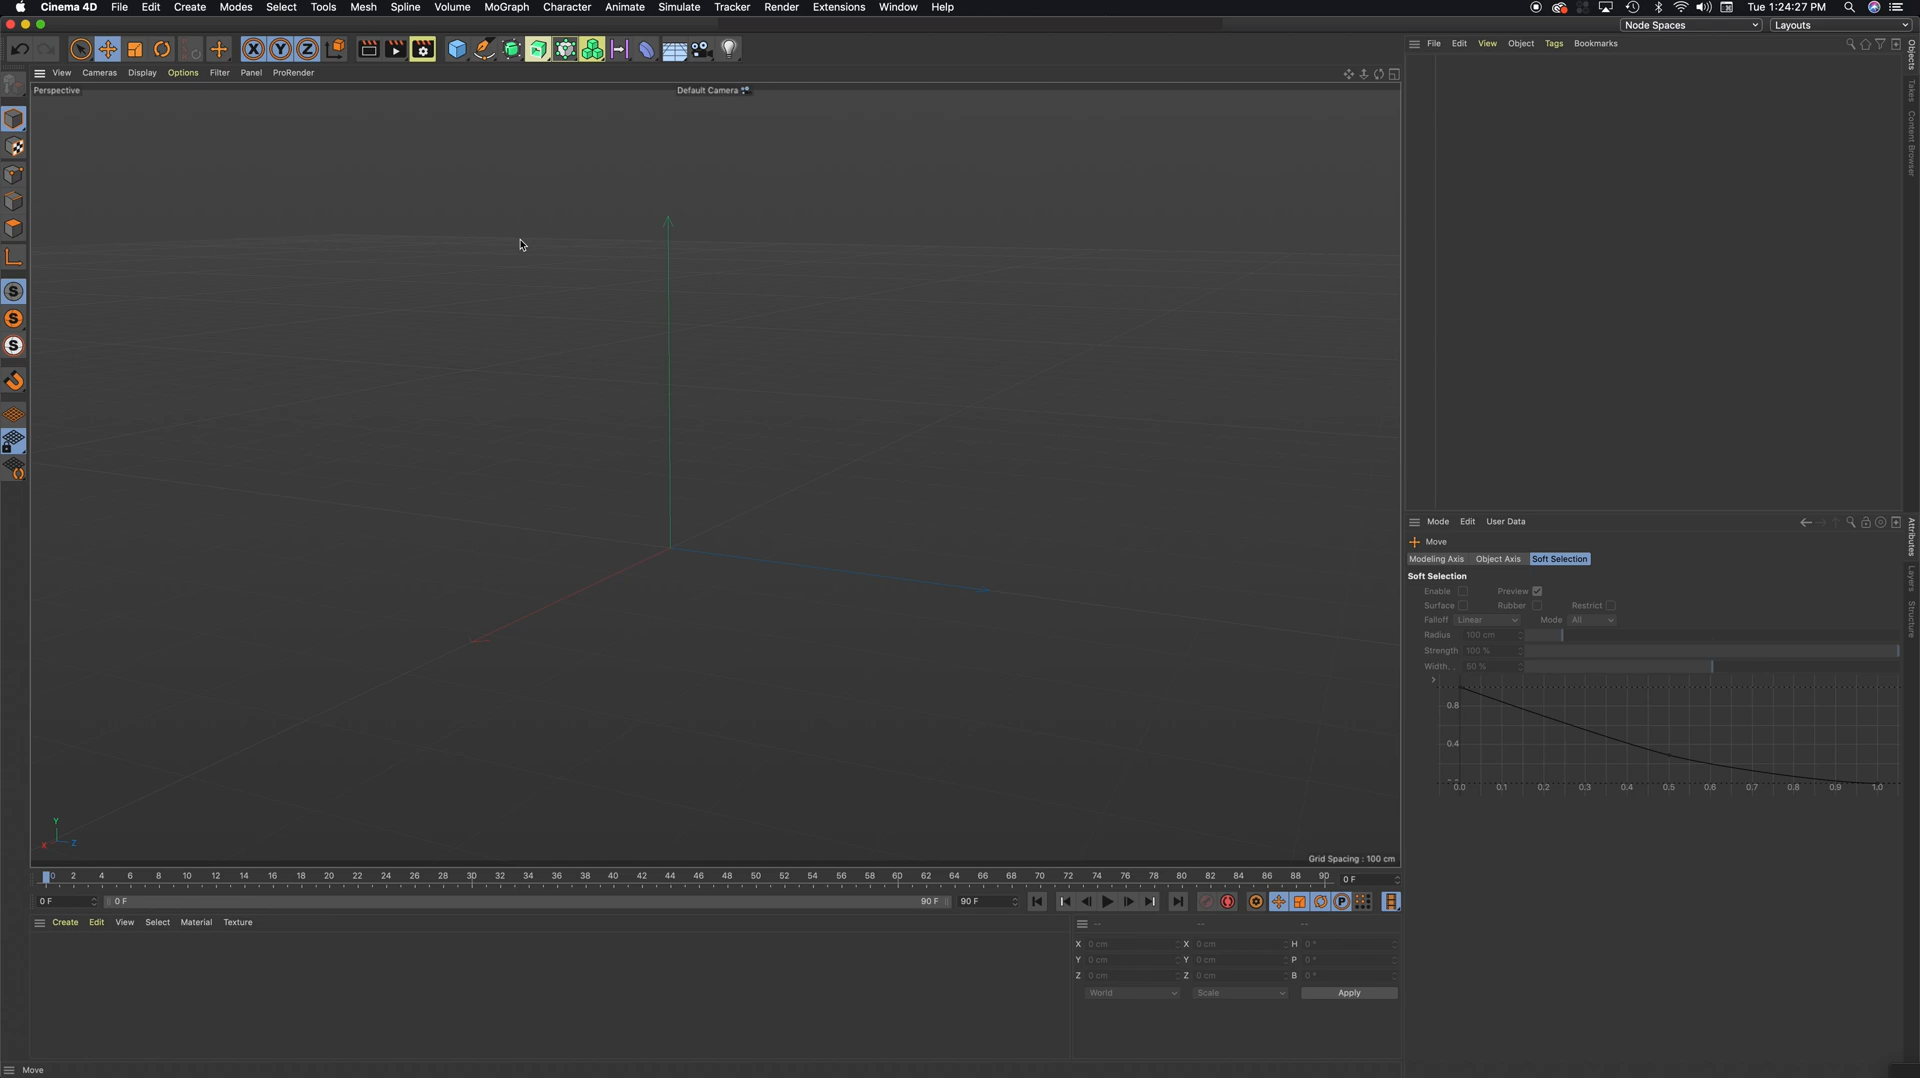 Cinema 4D File Edit Create Modes Select Tools Mesh Spline Volume MoGraph Character Animate Simulate Tracker Render Extensions Window Help Tue 1:24:27 PM
Node Spaces Layouts
File Edit View Object Tags Bookmarks
View Cameras Display Options Filter Panel ProRender
Perspective
Default Camera
Objects
Takes
Content Browser
X Y Z
S
S
S
Y
X Z
Grid Spacing : 100 cm
Mode Edit User Data
Move
Modeling Axis Object Axis Soft Selection
Soft Selection
Enable Preview
Surface Rubber Restrict
Falloff Linear Mode All
Radius 100 cm
Strength 100 %
Width. . 50 %
0.8
0.4
0.0 0.1 0.2 0.3 0.4 0.5 0.6 0.7 0.8 0.9 1.0
Attributes
Layers
Structure
0 2 4 6 8 10 12 14 16 18 20 22 24 26 28 30 32 34 36 38 40 42 44 46 48 50 52 54 56 58 60 62 64 66 68 70 72 74 76 78 80 82 84 86 88 90 0 F
0 F 0 F 90 F 90 F P
Create Edit View Select Material Texture
-- -- --
X 0 cm X 0 cm H 0 °
Y 0 cm Y 0 cm P 0 °
Z 0 cm Z 0 cm B 0 °
World Scale Apply
Move